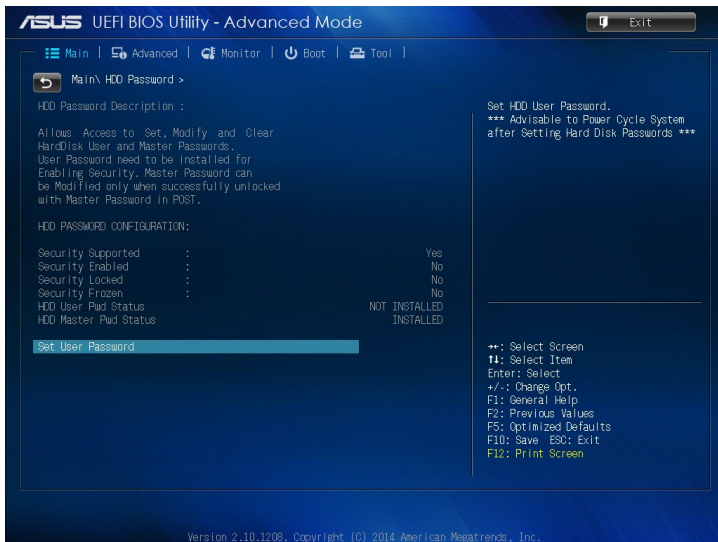 ASUS UEFI BIOS Utility - Advanced Mode
Exit
Main | Advanced | Monitor | Boot | Tool |
Main\ HDD Password >
HDD Password Description :
Allows Access to Set, Modify and Clear
HardDisk User and Master Passwords.
User Password need to be installed for
Enabling Security. Master Password can
be Modified only when successfully unlocked
with Master Password in POST.
HDD PASSWORD CONFIGURATION:
Security Supported : Yes
Security Enabled : No
Security Locked : No
Security Frozen : No
HDD User Pwd Status NOT INSTALLED
HDD Master Pwd Status INSTALLED
Set User Password
Set HDD User Password.
*** Advisable to Power Cycle System
after Setting Hard Disk Passwords ***
→←: Select Screen
↑↓: Select Item
Enter: Select
+/-: Change Opt.
F1: General Help
F2: Previous Values
F5: Optimized Defaults
F10: Save ESC: Exit
F12: Print Screen
Version 2.10.1208. Copyright (C) 2014 American Megatrends, Inc.